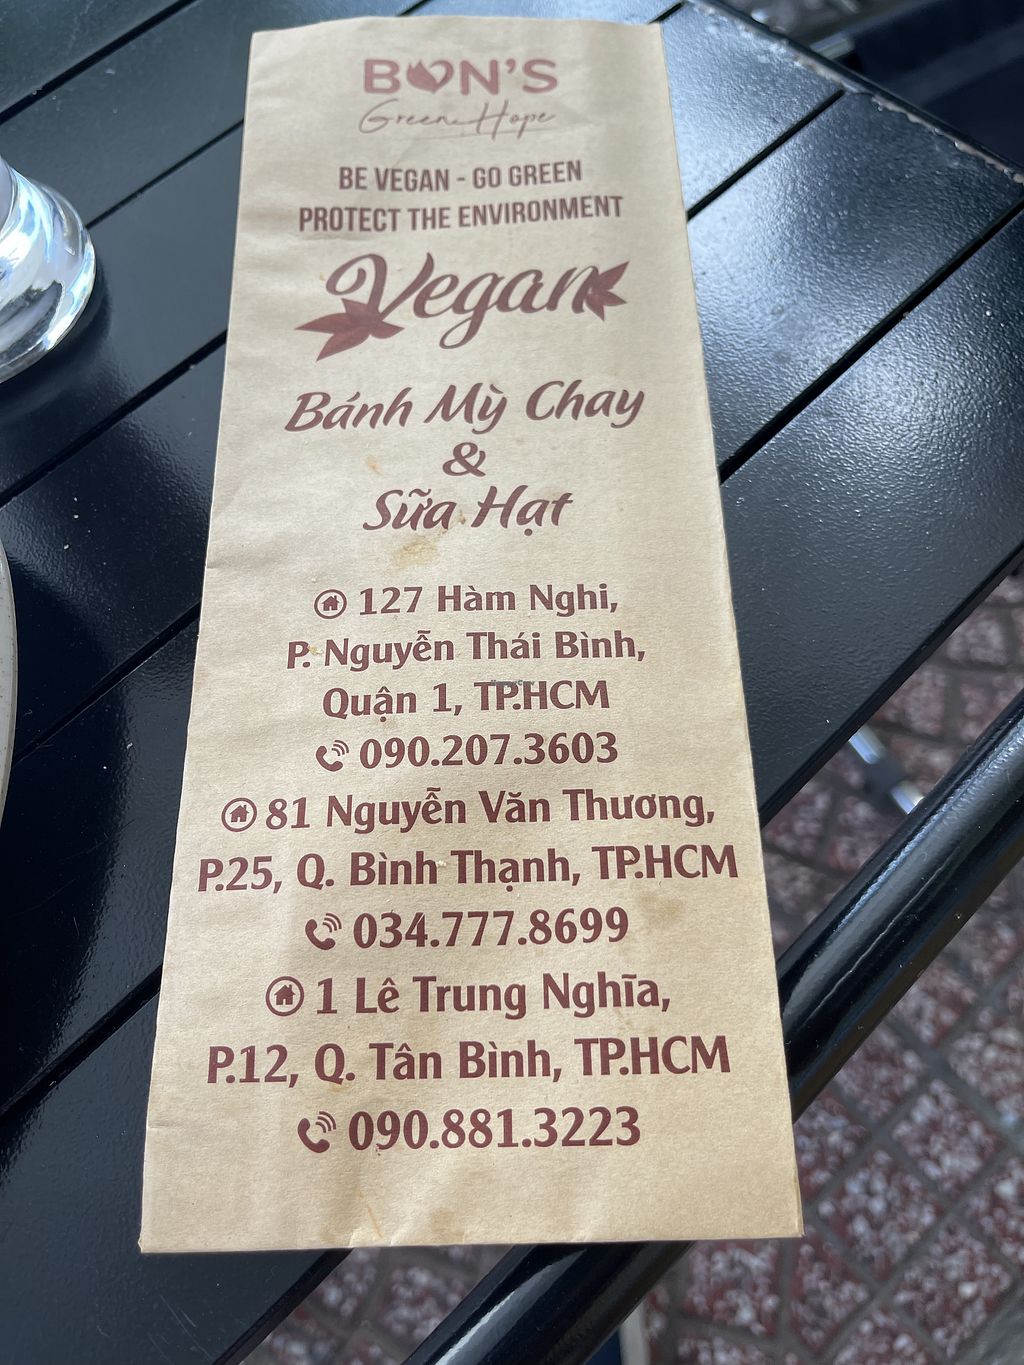 BON'S
Green Hope
BE VEGAN - GO GREEN
PROTECT THE ENVIRONMENT
Vegan
Bánh Mỳ Chay
&
Sữa Hạt
127 Hàm Nghi,
P. Nguyễn Thái Bình,
Quận 1, TP.HCM
090.207.3603
81 Nguyễn Văn Thương,
P.25, Q. Bình Thạnh, TP.HCM
034.777.8699
1 Lê Trung Nghĩa,
P.12, Q. Tân Bình, TP.HCM
090.881.3223